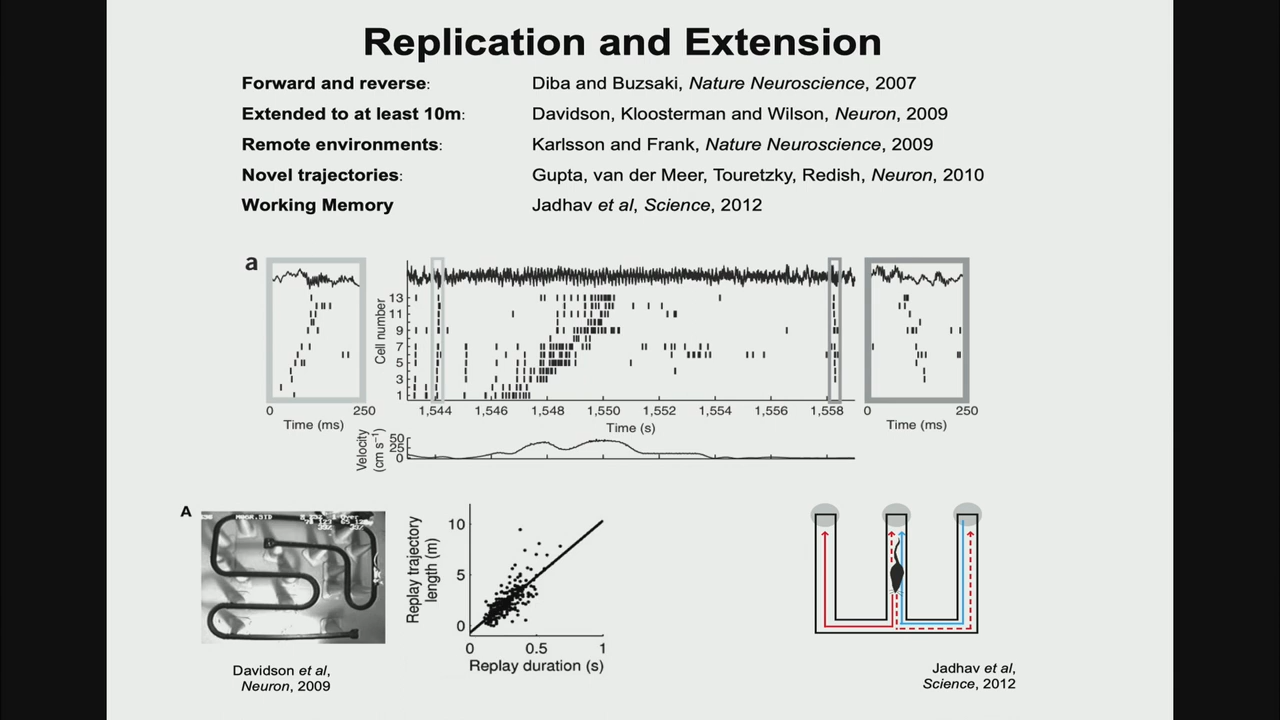 Replication and Extension
Forward and reverse: Diba and Buzsaki, Nature Neuroscience, 2007
Extended to at least 10m: Davidson, Kloosterman and Wilson, Neuron, 2009
Remote environments: Karlsson and Frank, Nature Neuroscience, 2009
Novel trajectories: Gupta, van der Meer, Touretzky, Redish, Neuron, 2010
Working Memory Jadhav et al, Science, 2012
a
Cell number
13
11
9
7
5
3
1
0 250
Time (ms)
1,544 1,546 1,548 1,550 1,552 1,554 1,556 1,558
Time (s)
0 250
Time (ms)
Velocity
(cm s⁻¹)
50
25
0
A
Replay trajectory
length (m)
10
5
0
0 0.5 1
Replay duration (s)
Davidson et al,
Neuron, 2009
Jadhav et al,
Science, 2012